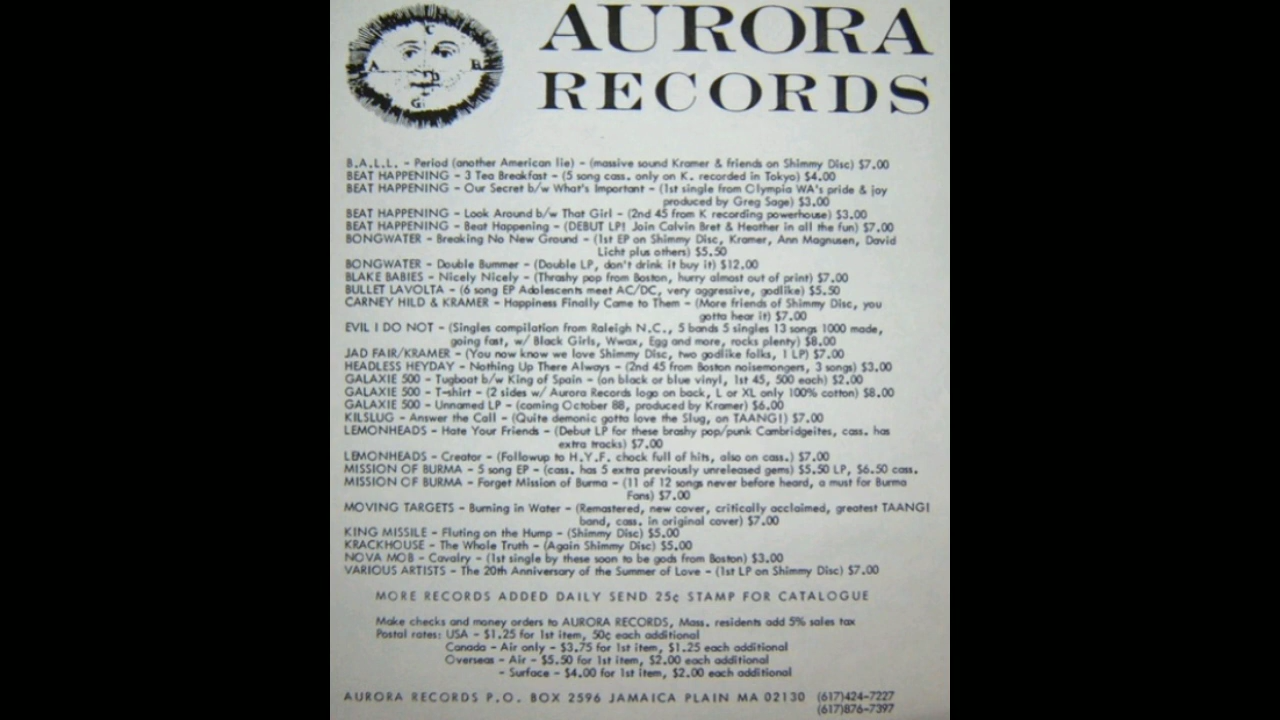 AURORA
RECORDS
C
A B
D
G
B.A.L.L. - Period (another American lie) - (massive sound Kramer & friends on Shimmy Disc) $7.00
BEAT HAPPENING - 3 Tea Breakfast - (5 song cass. only on K. recorded in Tokyo) $4.00
BEAT HAPPENING - Our Secret b/w What's Important - (1st single from Olympia WA's pride & joy
produced by Greg Sage) $3.00
BEAT HAPPENING - Look Around b/w That Girl - (2nd 45 from K recording powerhouse) $3.00
BEAT HAPPENING - Beat Happening - (DEBUT LP! Join Calvin Bret & Heather in all the fun) $7.00
BONGWATER - Breaking No New Ground - (1st EP on Shimmy Disc, Kramer, Ann Magnusen, David
Licht plus others) $5.50
BONGWATER - Double Bummer - (Double LP, don't drink it buy it) $12.00
BLAKE BABIES - Nicely Nicely - (Thrashy pop from Boston, hurry almost out of print) $7.00
BULLET LAVOLTA - (6 song EP Adolescents meet AC/DC, very aggressive, godlike) $5.50
CARNEY HILD & KRAMER - Happiness Finally Came to Them - (More friends of Shimmy Disc, you
gotta hear it) $7.00
EVIL I DO NOT - (Singles compilation from Raleigh N.C., 5 bands 5 singles 13 songs 1000 made,
going fast, w/ Black Girls, Wwax, Egg and more, rocks plenty) $8.00
JAD FAIR/KRAMER - (You now know we love Shimmy Disc, two godlike folks, 1 LP) $7.00
HEADLESS HEYDAY - Nothing Up There Always - (2nd 45 from Boston noisemongers, 3 songs) $3.00
GALAXIE 500 - Tugboat b/w King of Spain - (on black or blue vinyl, 1st 45, 500 each) $2.00
GALAXIE 500 - T-shirt - (2 sides w/ Aurora Records logo on back, L or XL only 100% cotton) $8.00
GALAXIE 500 - Unnamed LP - (coming October 88, produced by Kramer) $6.00
KILSLUG - Answer the Call - (Quite demonic gotta love the Slug, on TAANG!) $7.00
LEMONHEADS - Hate Your Friends - (Debut LP for these brashy pop/punk Cambridgeites, cass. has
extra tracks) $7.00
LEMONHEADS - Creator - (Followup to H.Y.F. chock full of hits, also on cass.) $7.00
MISSION OF BURMA - 5 song EP - (cass. has 5 extra previously unreleased gems) $5.50 LP, $6.50 cass.
MISSION OF BURMA - Forget Mission of Burma - (11 of 12 songs never before heard, a must for Burma
Fans) $7.00
MOVING TARGETS - Burning in Water - (Remastered, new cover, critically acclaimed, greatest TAANG!
band, cass. in original cover) $7.00
KING MISSILE - Fluting on the Hump - (Shimmy Disc) $5.00
KRACKHOUSE - The Whole Truth - (Again Shimmy Disc) $5.00
NOVA MOB - Cavalry - (1st single by these soon to be gods from Boston) $3.00
VARIOUS ARTISTS - The 20th Anniversary of the Summer of Love - (1st LP on Shimmy Disc) $7.00
MORE RECORDS ADDED DAILY SEND 25¢ STAMP FOR CATALOGUE
Make checks and money orders to AURORA RECORDS, Mass. residents add 5% sales tax
Postal rates: USA - $1.25 for 1st item, 50¢ each additional
Canada - Air only - $3.75 for 1st item, $1.25 each additional
Overseas - Air - $5.50 for 1st item, $2.00 each additional
- Surface - $4.00 for 1st item, $2.00 each additional
AURORA RECORDS P.O. BOX 2596 JAMAICA PLAIN MA 02130 (617)424-7227
(617)876-7397